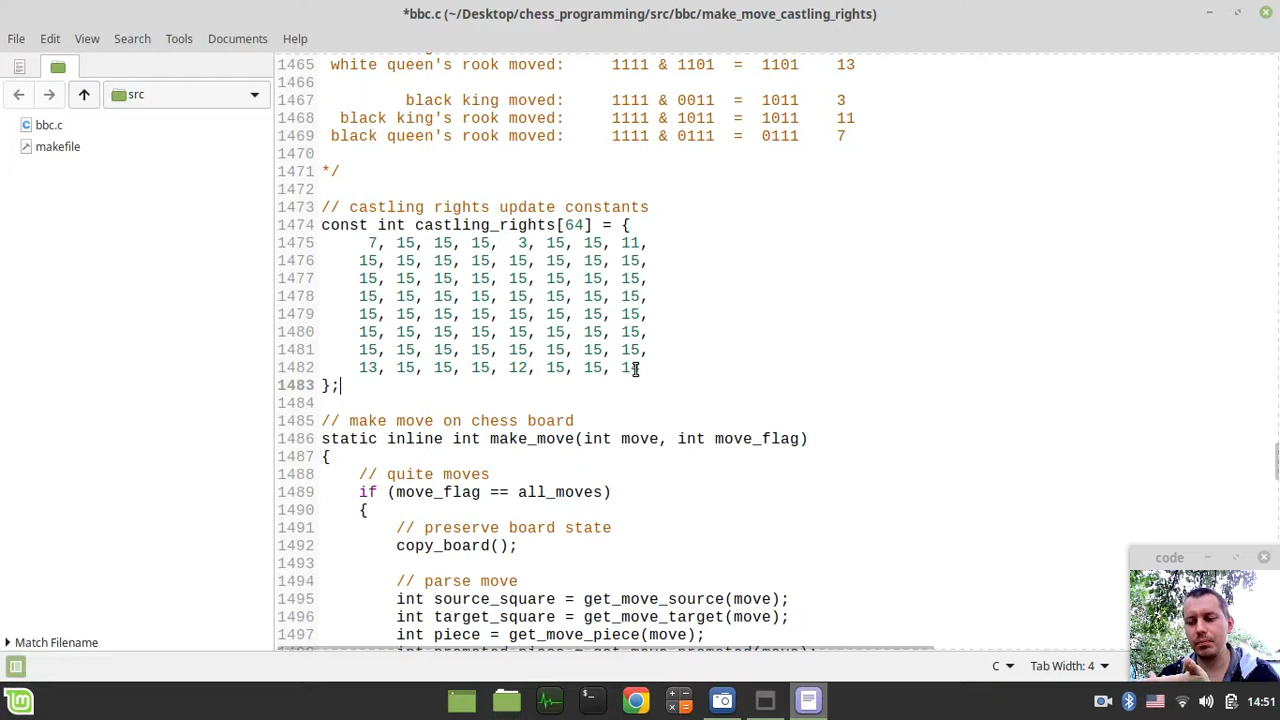 *bbc.c (~/Desktop/chess_programming/src/bbc/make_move_castling_rights)
File Edit View Search Tools Documents Help
src
bbc.c
makefile
Match Filename
1465 white queen's rook moved: 1111 & 1101 = 1101 13
1466
1467 black king moved: 1111 & 0011 = 1011 3
1468 black king's rook moved: 1111 & 1011 = 1011 11
1469 black queen's rook moved: 1111 & 0111 = 0111 7
1470
1471 */
1472
1473 // castling rights update constants
1474 const int castling_rights[64] = {
1475 7, 15, 15, 15, 3, 15, 15, 11,
1476 15, 15, 15, 15, 15, 15, 15, 15,
1477 15, 15, 15, 15, 15, 15, 15, 15,
1478 15, 15, 15, 15, 15, 15, 15, 15,
1479 15, 15, 15, 15, 15, 15, 15, 15,
1480 15, 15, 15, 15, 15, 15, 15, 15,
1481 15, 15, 15, 15, 15, 15, 15, 15,
1482 13, 15, 15, 15, 12, 15, 15,
1483 };
1484
1485 // make move on chess board
1486 static inline int make_move(int move, int move_flag)
1487 {
1488 // quite moves
1489 if (move_flag == all_moves)
1490 {
1491 // preserve board state
1492 copy_board();
1493
1494 // parse move
1495 int source_square = get_move_source(move);
1496 int target_square = get_move_target(move);
1497 int piece = get_move_piece(move);
code
C Tab Width: 4
14:51